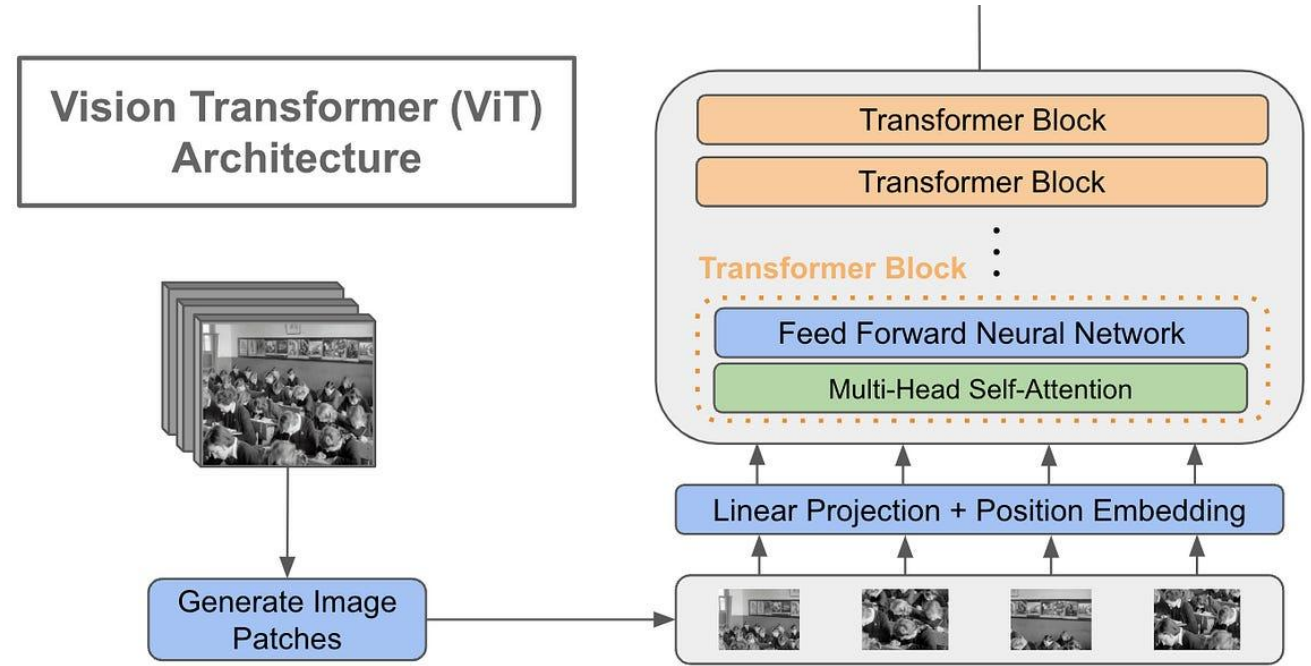 Vision Transformer (ViT)
Architecture
Transformer Block
Transformer Block
Transformer Block
Feed Forward Neural Network
Multi-Head Self-Attention
Linear Projection + Position Embedding
Generate Image
Patches